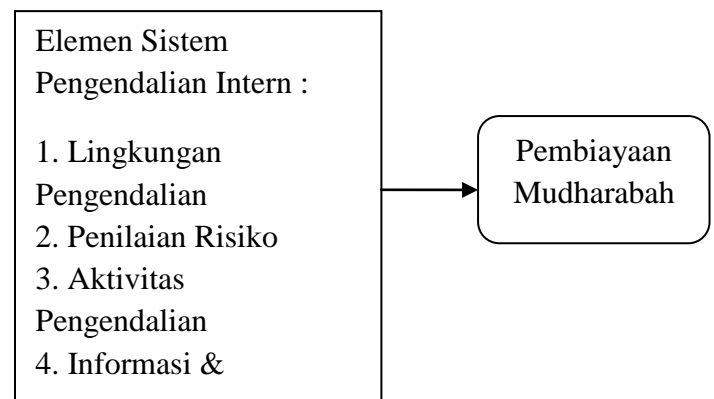 Elemen Sistem
Pengendalian Intern :
1. Lingkungan
Pengendalian
2. Penilaian Risiko
3. Aktivitas
Pengendalian
4. Informasi &
Pembiayaan
Mudharabah